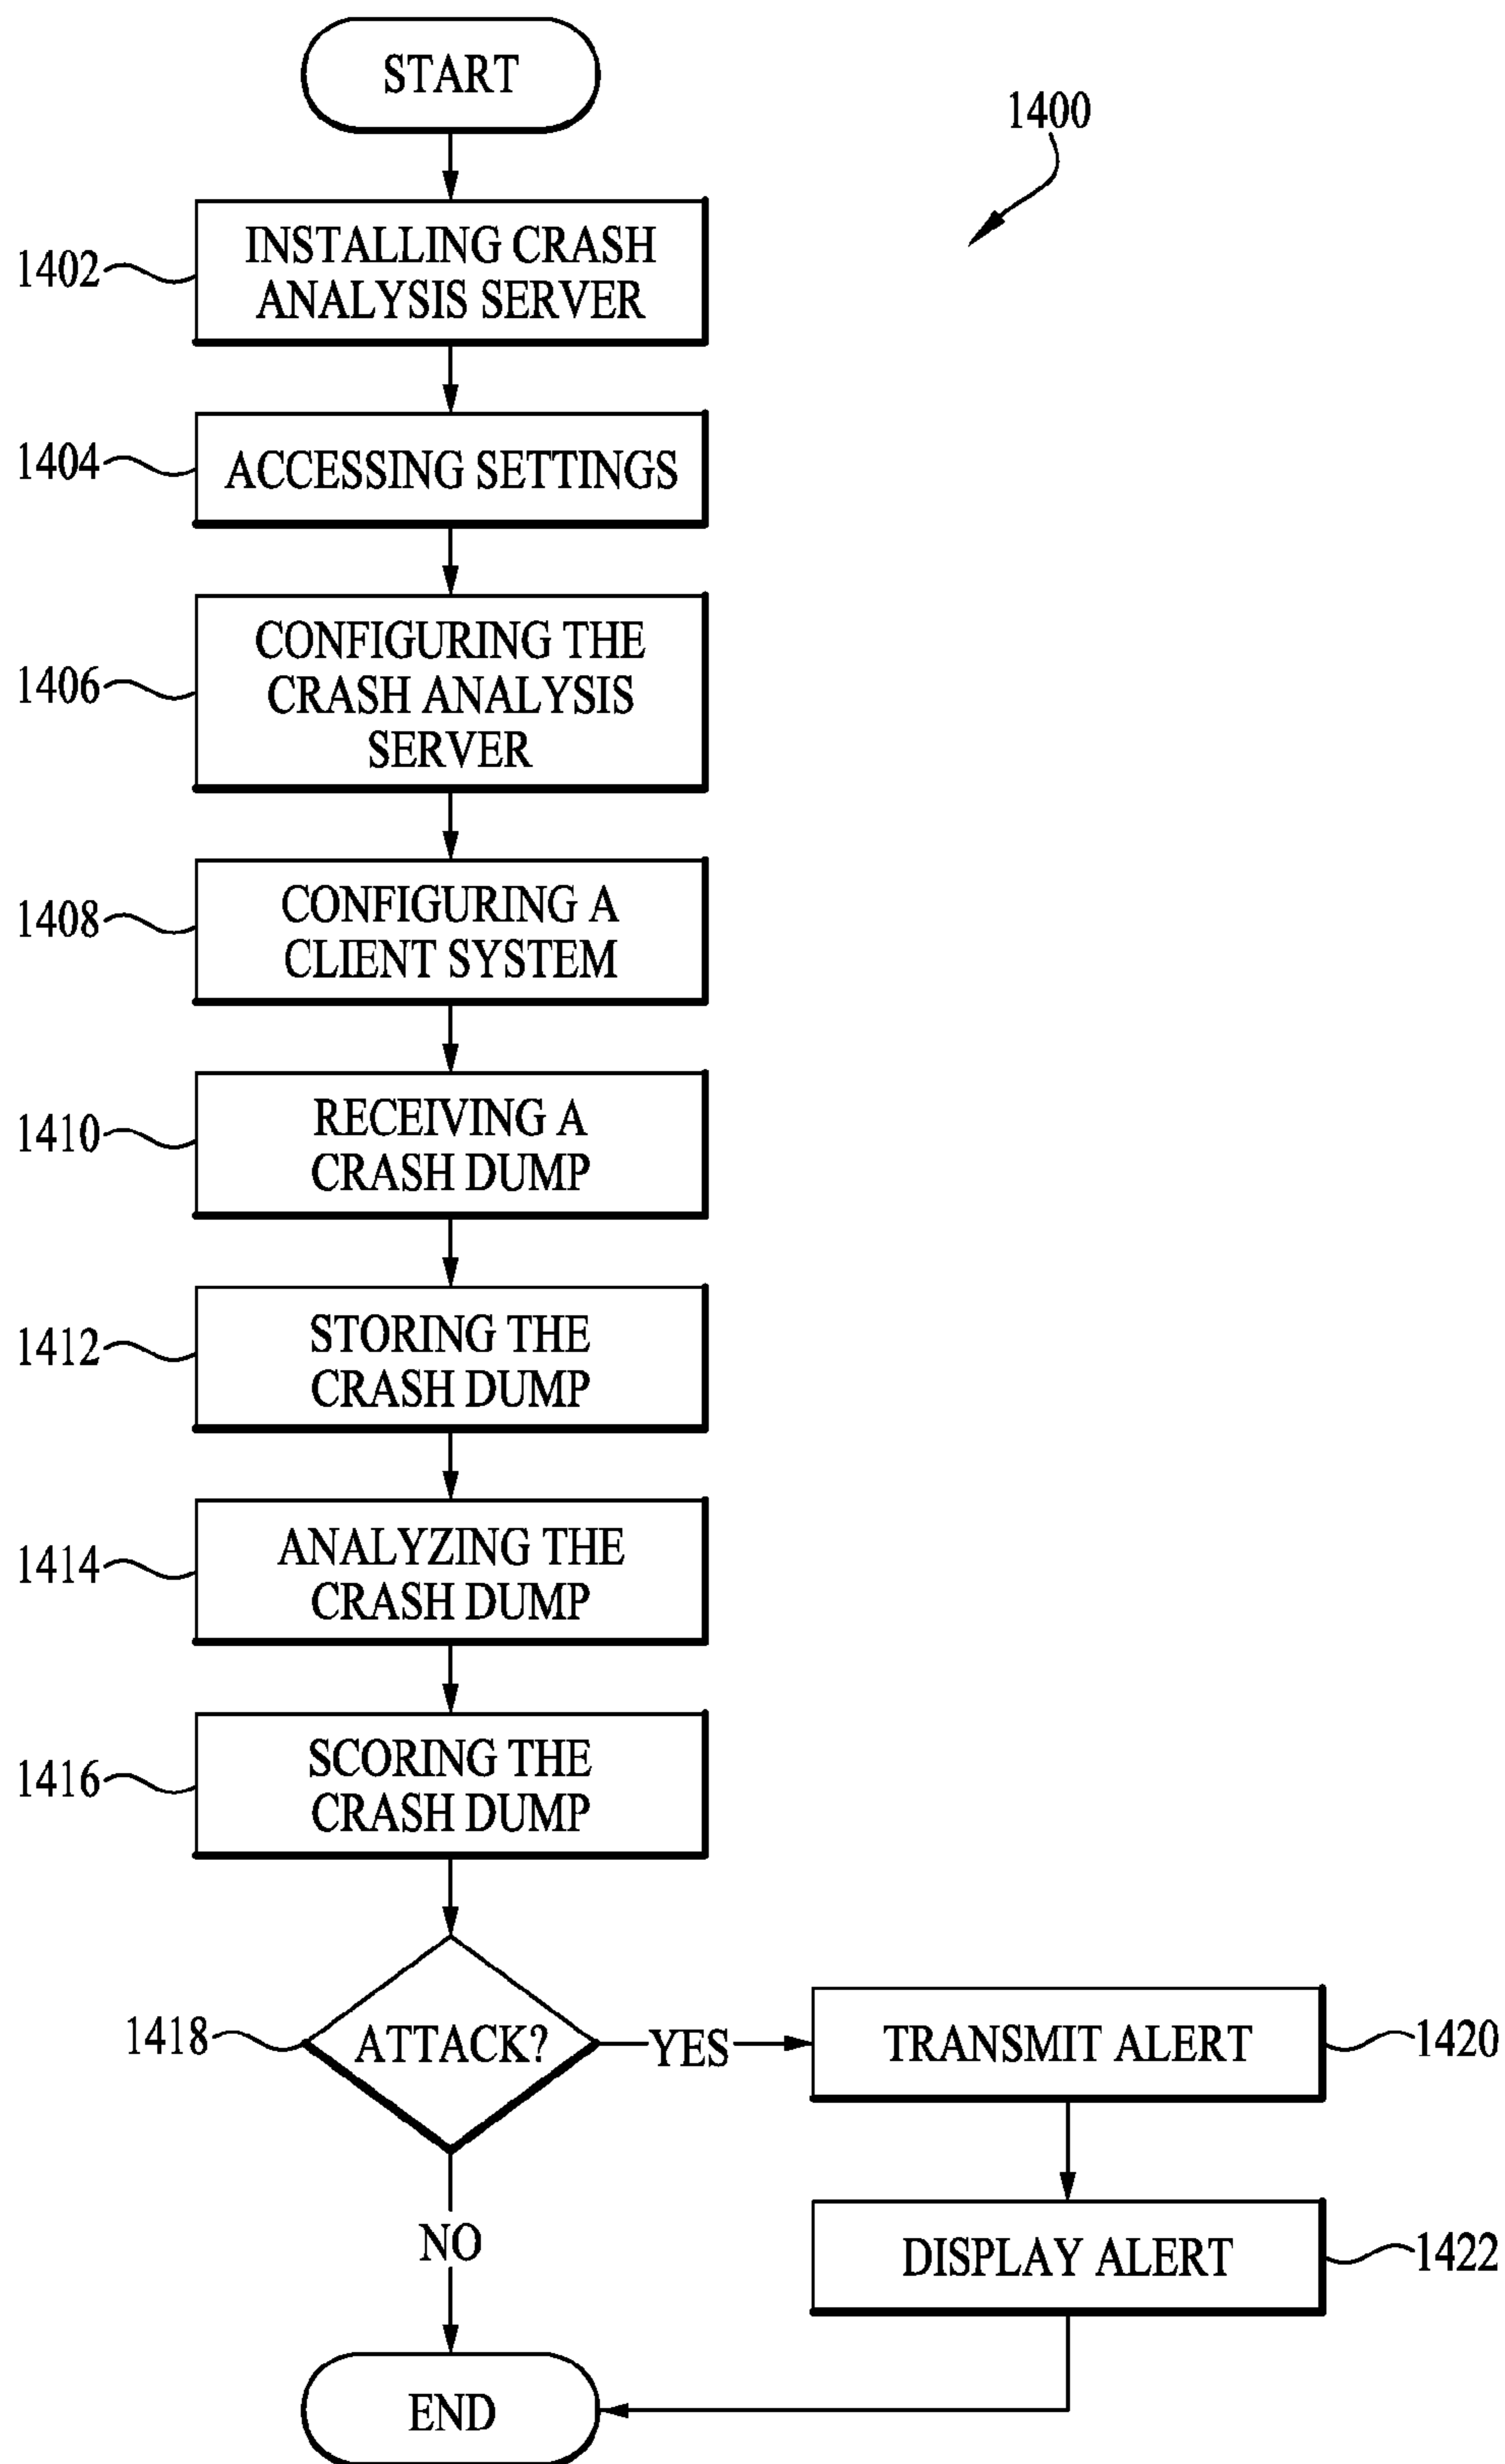 START
1400
1402
INSTALLING CRASH
ANALYSIS SERVER
1404
ACCESSING SETTINGS
1406
CONFIGURING THE
CRASH ANALYSIS
SERVER
1408
CONFIGURING A
CLIENT SYSTEM
1410
RECEIVING A
CRASH DUMP
1412
STORING THE
CRASH DUMP
1414
ANALYZING THE
CRASH DUMP
1416
SCORING THE
CRASH DUMP
1418
ATTACK?
YES
TRANSMIT ALERT
1420
NO
DISPLAY ALERT
1422
END